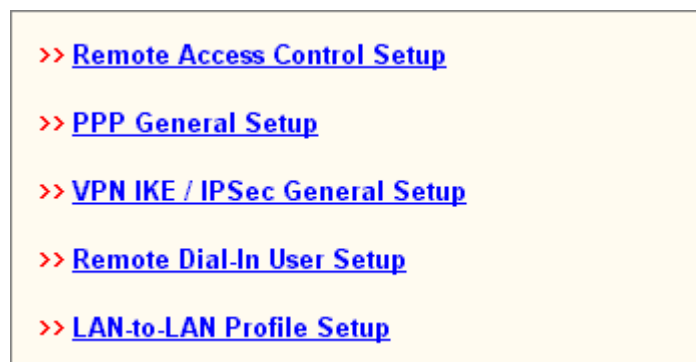 >> Remote Access Control Setup
>> PPP General Setup
>> VPN IKE / IPSec General Setup
>> Remote Dial-In User Setup
>> LAN-to-LAN Profile Setup